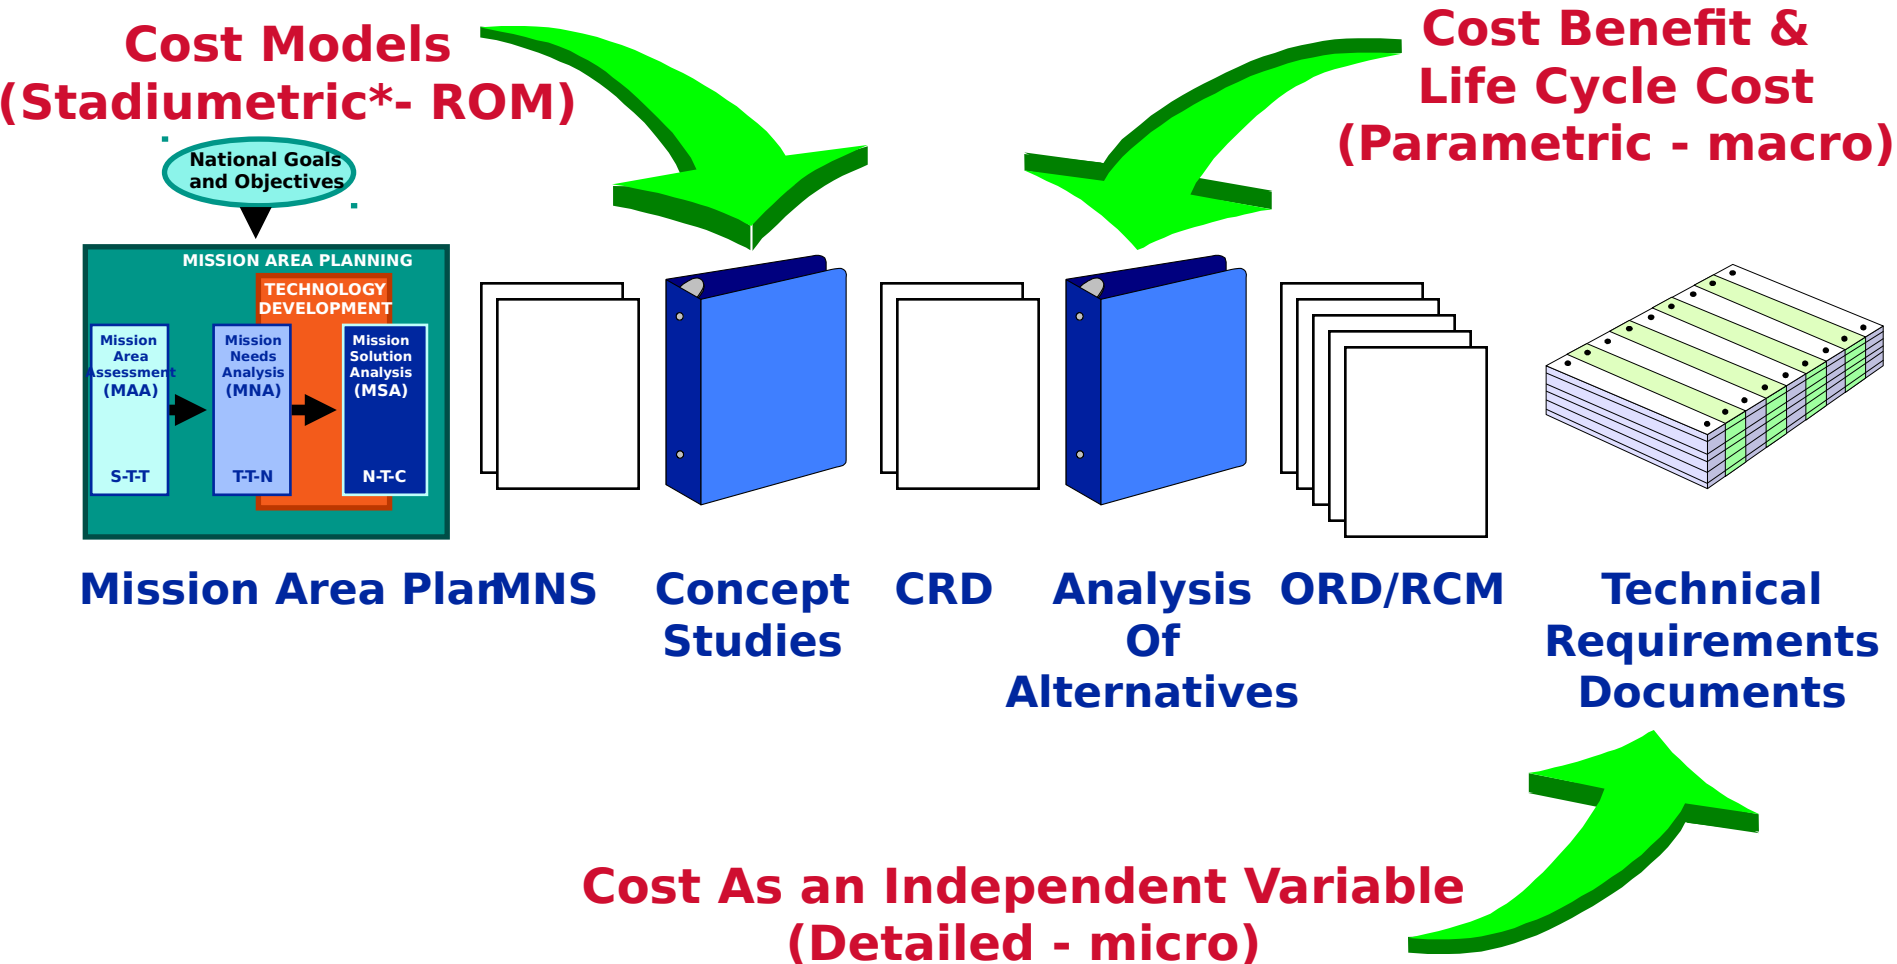 Cost Models
(Stadiumetric*- ROM)
Cost Benefit &
Life Cycle Cost
(Parametric - macro)
National Goals
and Objectives
MISSION AREA PLANNING
TECHNOLOGY
DEVELOPMENT
Mission
Area
Assessment
(MAA)
S-T-T
Mission
Needs
Analysis
(MNA)
T-T-N
Mission
Solution
Analysis
(MSA)
N-T-C
Mission Area Plan
MNS
Concept
Studies
CRD
Analysis
Of
Alternatives
ORD/RCM
Technical
Requirements
Documents
Cost As an Independent Variable
(Detailed - micro)